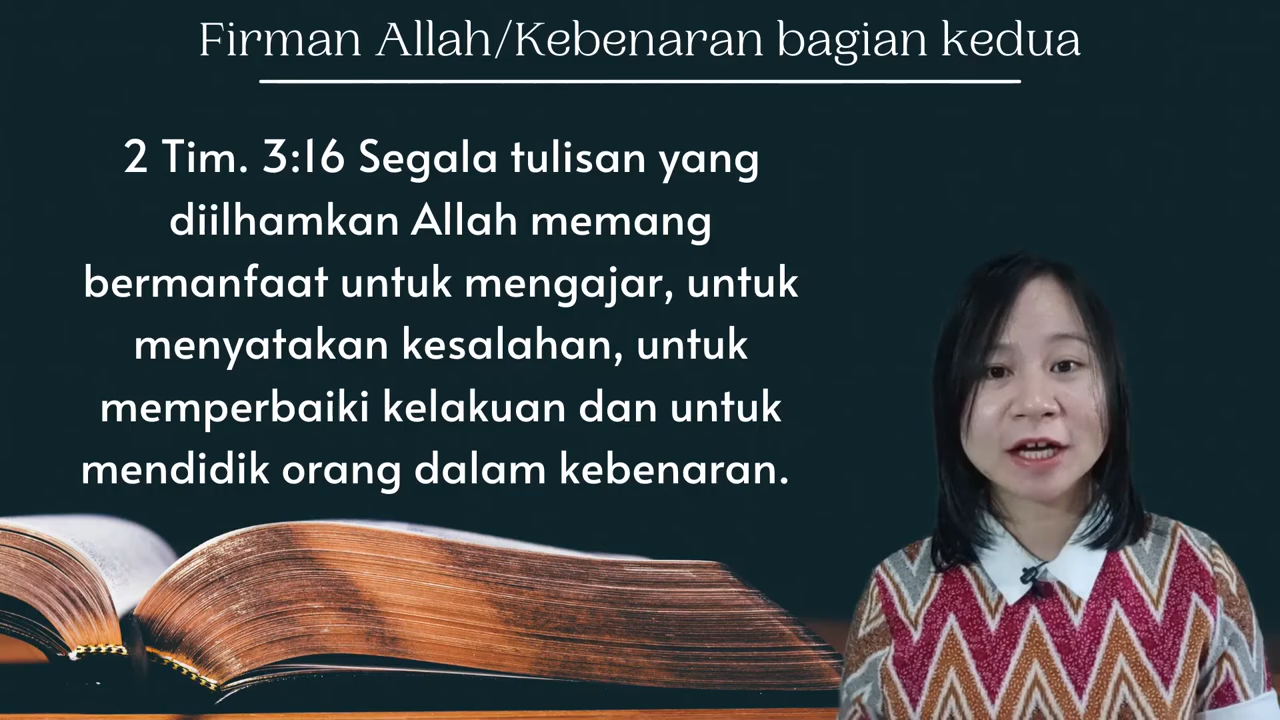 Firman Allah/Kebenaran bagian kedua
2 Tim. 3:16 Segala tulisan yang
diilhamkan Allah memang
bermanfaat untuk mengajar, untuk
menyatakan kesalahan, untuk
memperbaiki kelakuan dan untuk
mendidik orang dalam kebenaran.